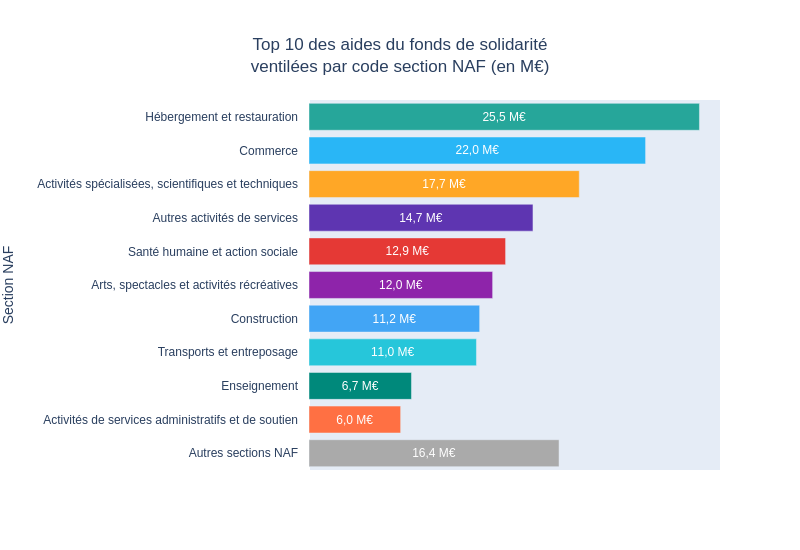 Top 10 des aides du fonds de solidarité
ventilées par code section NAF (en M€)
Section NAF
Hébergement et restauration 25,5 M€
Commerce 22,0 M€
Activités spécialisées, scientifiques et techniques 17,7 M€
Autres activités de services 14,7 M€
Santé humaine et action sociale 12,9 M€
Arts, spectacles et activités récréatives 12,0 M€
Construction 11,2 M€
Transports et entreposage 11,0 M€
Enseignement 6,7 M€
Activités de services administratifs et de soutien 6,0 M€
Autres sections NAF 16,4 M€